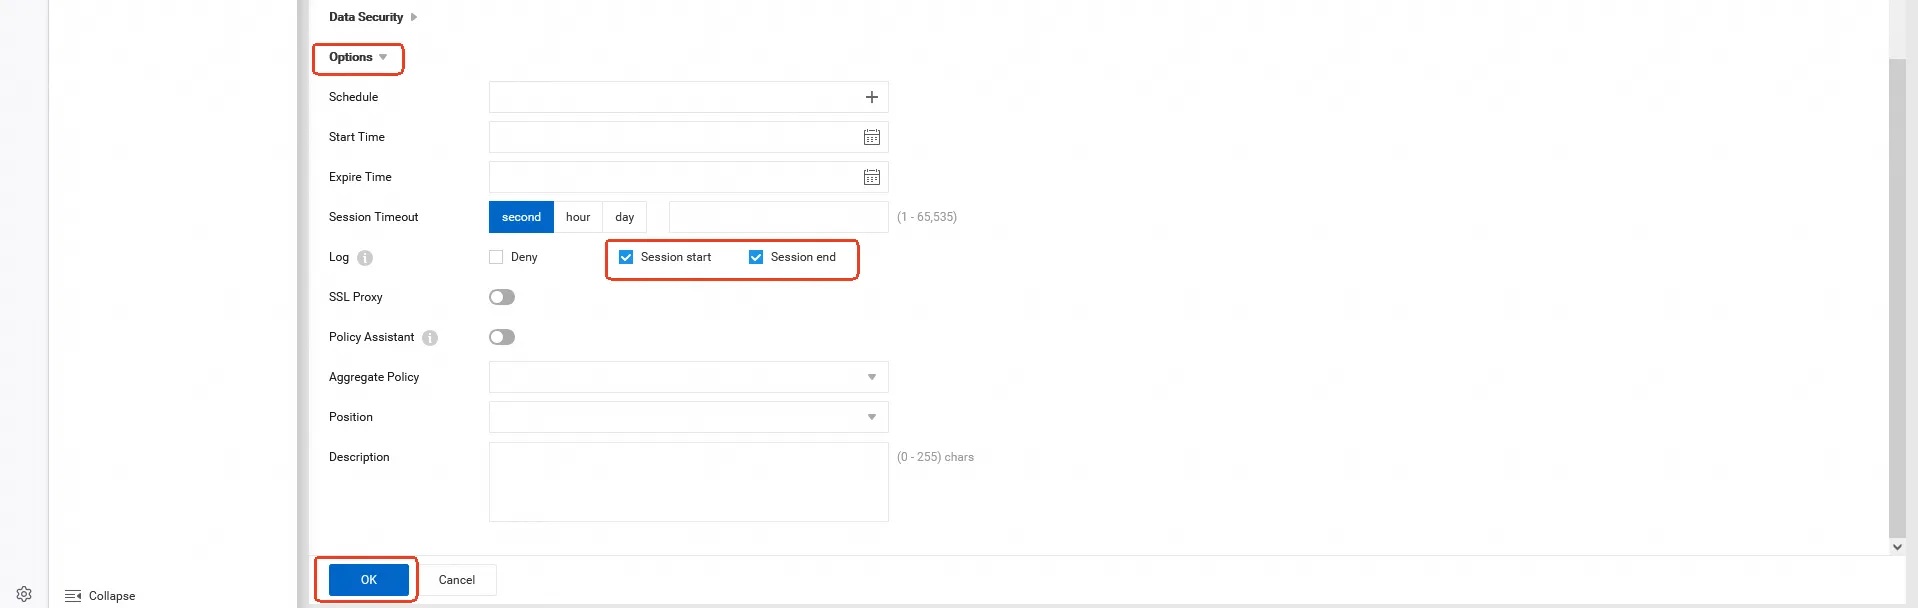 Data Security
Options
Schedule
Start Time
Expire Time
Session Timeout second hour day (1 - 65,535)
Log Deny Session start Session end
SSL Proxy
Policy Assistant
Aggregate Policy
Position
Description (0 - 255) chars
OK Cancel
Collapse